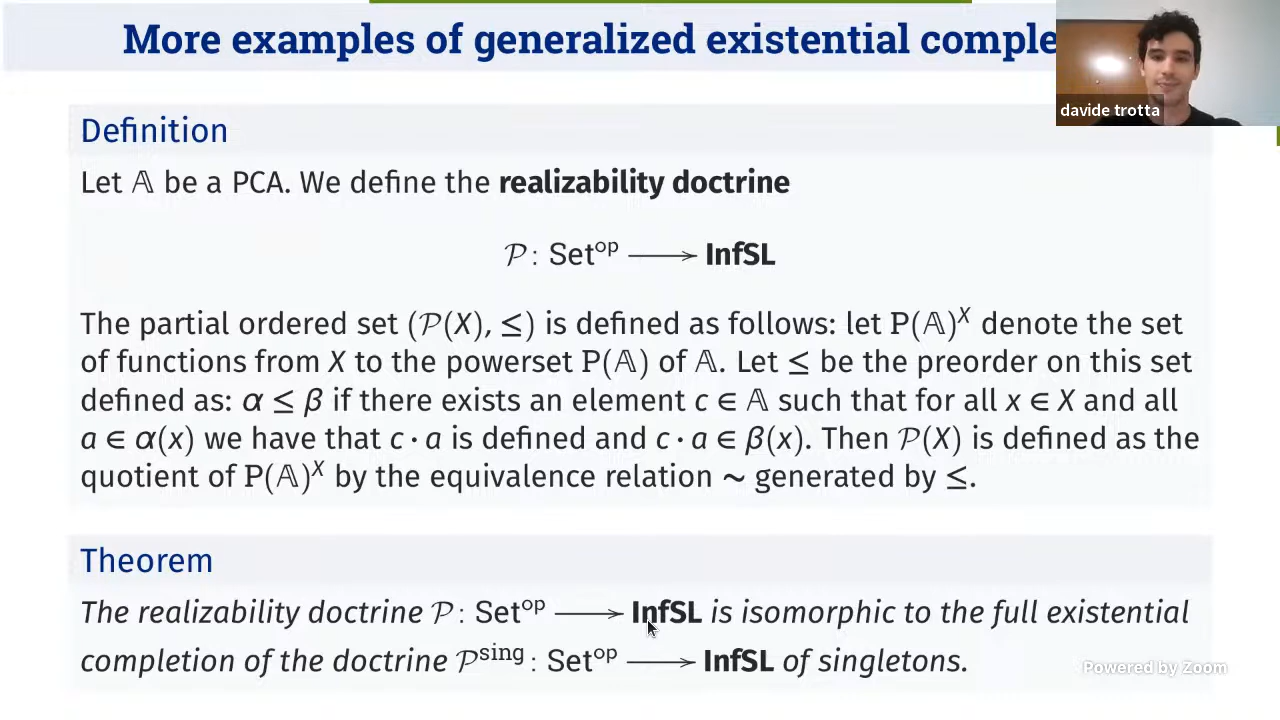 More examples of generalized existential comple
davide trotta
Definition
Let 𝔸 be a PCA. We define the realizability doctrine
𝒫: Set^op ⟶ InfSL
The partial ordered set (𝒫(X), ≤) is defined as follows: let P(𝔸)^X denote the set
of functions from X to the powerset P(𝔸) of 𝔸. Let ≤ be the preorder on this set
defined as: α ≤ β if there exists an element c ∈ 𝔸 such that for all x ∈ X and all
a ∈ α(x) we have that c · a is defined and c · a ∈ β(x). Then 𝒫(X) is defined as the
quotient of P(𝔸)^X by the equivalence relation ~ generated by ≤.
Theorem
The realizability doctrine 𝒫: Set^op ⟶ InfSL is isomorphic to the full existential
completion of the doctrine 𝒫^sing: Set^op ⟶ InfSL of singletons.
Powered by Zoom